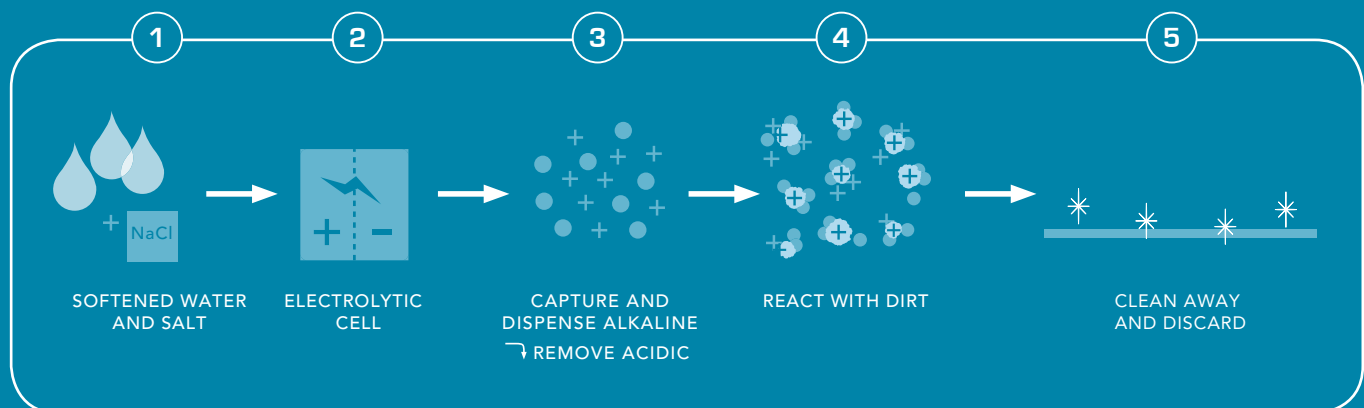 1
2
3
4
5
+
NaCl
+ -
SOFTENED WATER
AND SALT
ELECTROLYTIC
CELL
CAPTURE AND
DISPENSE ALKALINE
REMOVE ACIDIC
REACT WITH DIRT
CLEAN AWAY
AND DISCARD